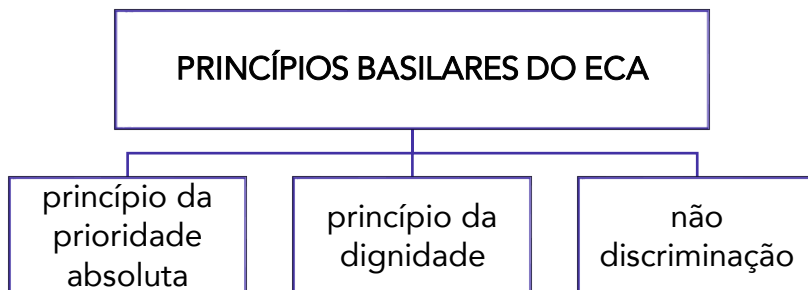 PRINCÍPIOS BASILARES DO ECA
princípio da
prioridade
absoluta
princípio da
dignidade
não
discriminação